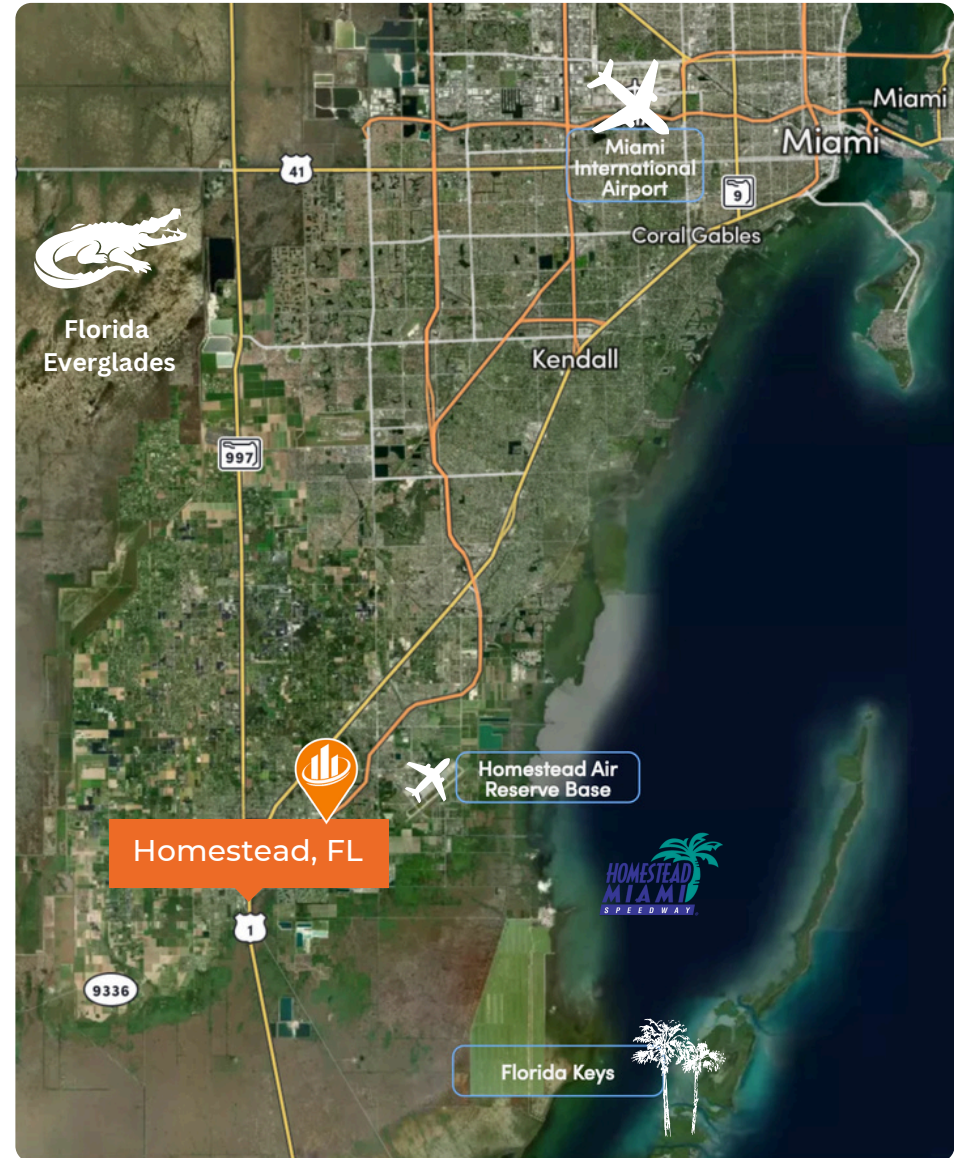 Miami
Miami
Miami
International
Airport
41
9
Coral Gables
Florida
Everglades
Kendall
997
Homestead Air
Reserve Base
Homestead, FL
HOMESTEAD
MIAMI
SPEEDWAY
1
9336
Florida Keys